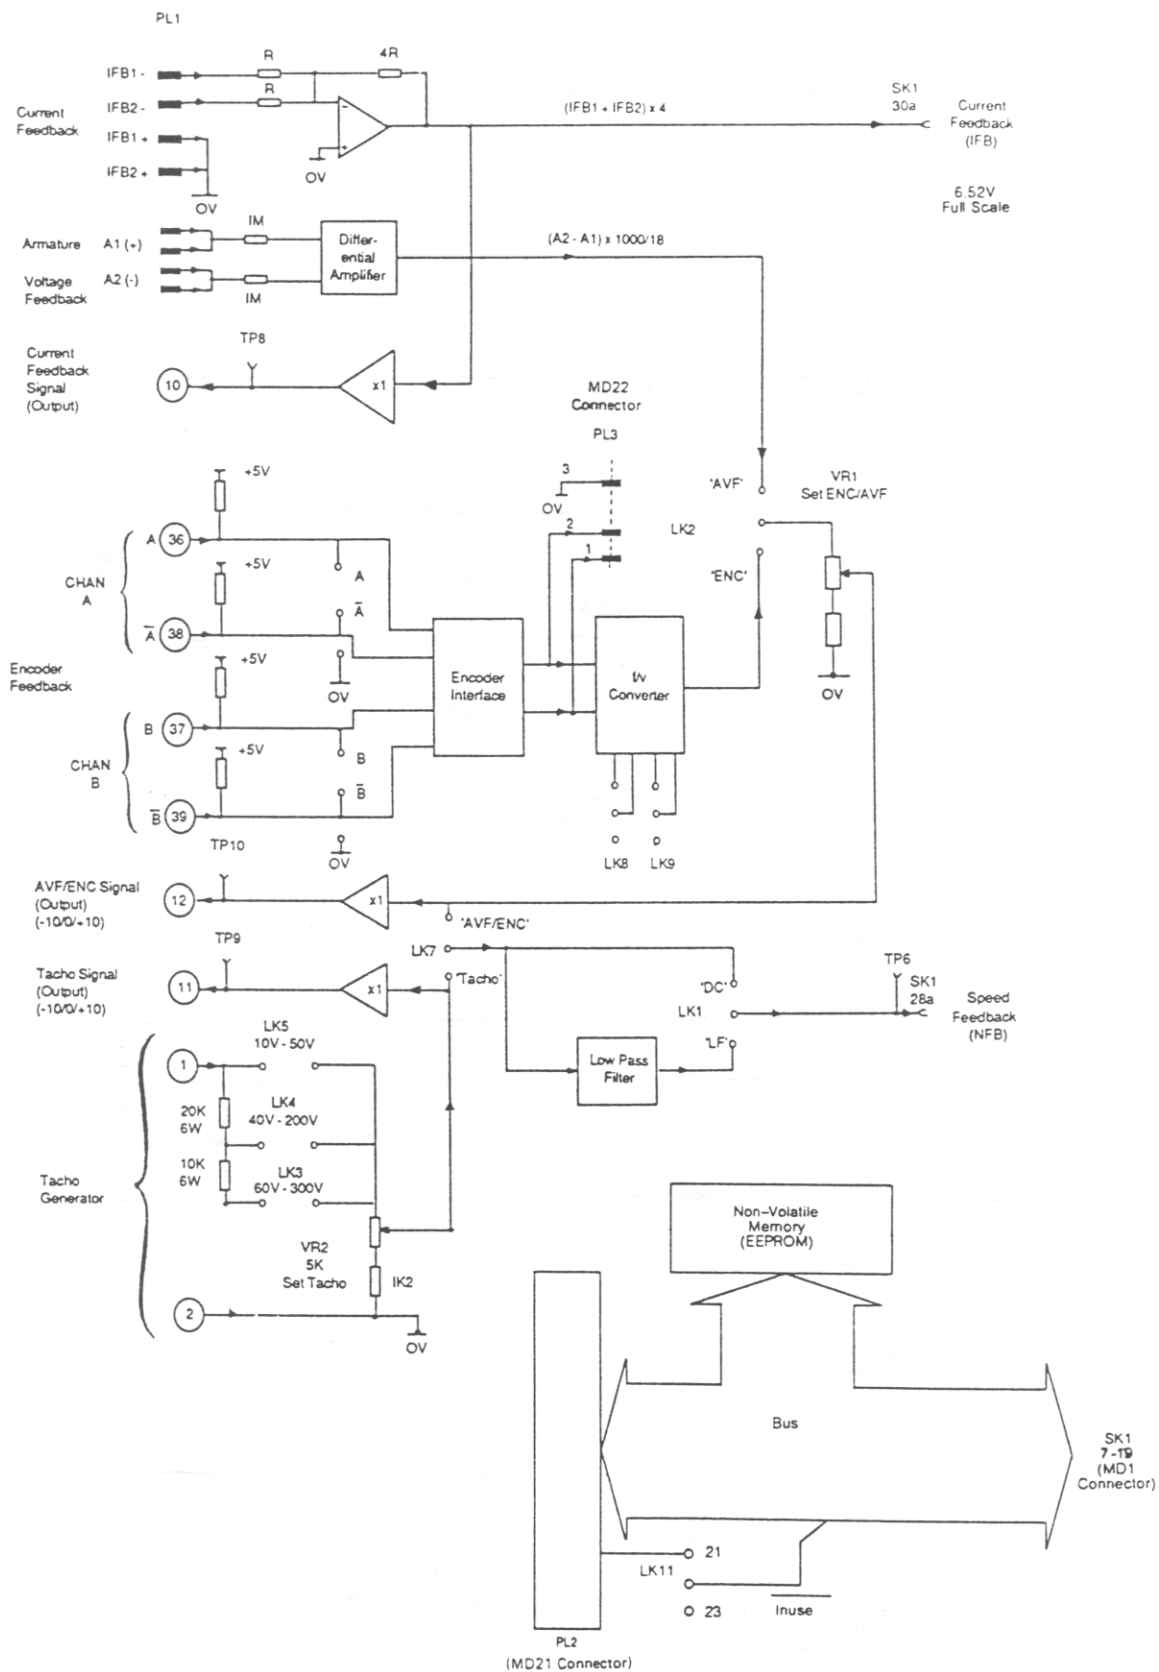 PL1
IFB1 -
R
4R
IFB2 -
R
Current
Feedback
IFB1 +
IFB2 +
OV
OV
(IFB1 + IFB2) x 4
SK1
30a
Current
Feedback
(IFB)
6.52V
Full Scale
Armature
A1 (+)
IM
Voltage
Feedback
A2 (-)
IM
Differ-
ential
Amplifier
(A2 - A1) x 1000/18
Current
Feedback
Signal
(Output)
10
TP8
x1
MD22
Connector
PL3
3
OV
2
1
'AVF'
LK2
'ENC'
VR1
Set ENC/AVF
OV
+5V
A
36
CHAN
A
+5V
A
A
A
38
OV
Encoder
Feedback
+5V
B
37
CHAN
B
+5V
B
B
B
39
OV
Encoder
Interface
f/v
Converter
LK8
LK9
TP10
AVF/ENC Signal
(Output)
(-10/0/+10)
12
x1
'AVF/ENC'
LK7
'Tacho'
TP9
Tacho Signal
(Output)
(-10/0/+10)
11
x1
'DC'
LK1
'LF'
Low Pass
Filter
TP6
SK1
28a
Speed
Feedback
(NFB)
LK5
10V - 50V
1
20K
6W
LK4
40V - 200V
10K
6W
LK3
60V - 300V
Tacho
Generator
VR2
5K
Set Tacho
IK2
2
OV
Non-Volatile
Memory
(EEPROM)
Bus
SK1
7 -19
(MD1
Connector)
21
LK11
23
Inuse
PL2
(MD21 Connector)